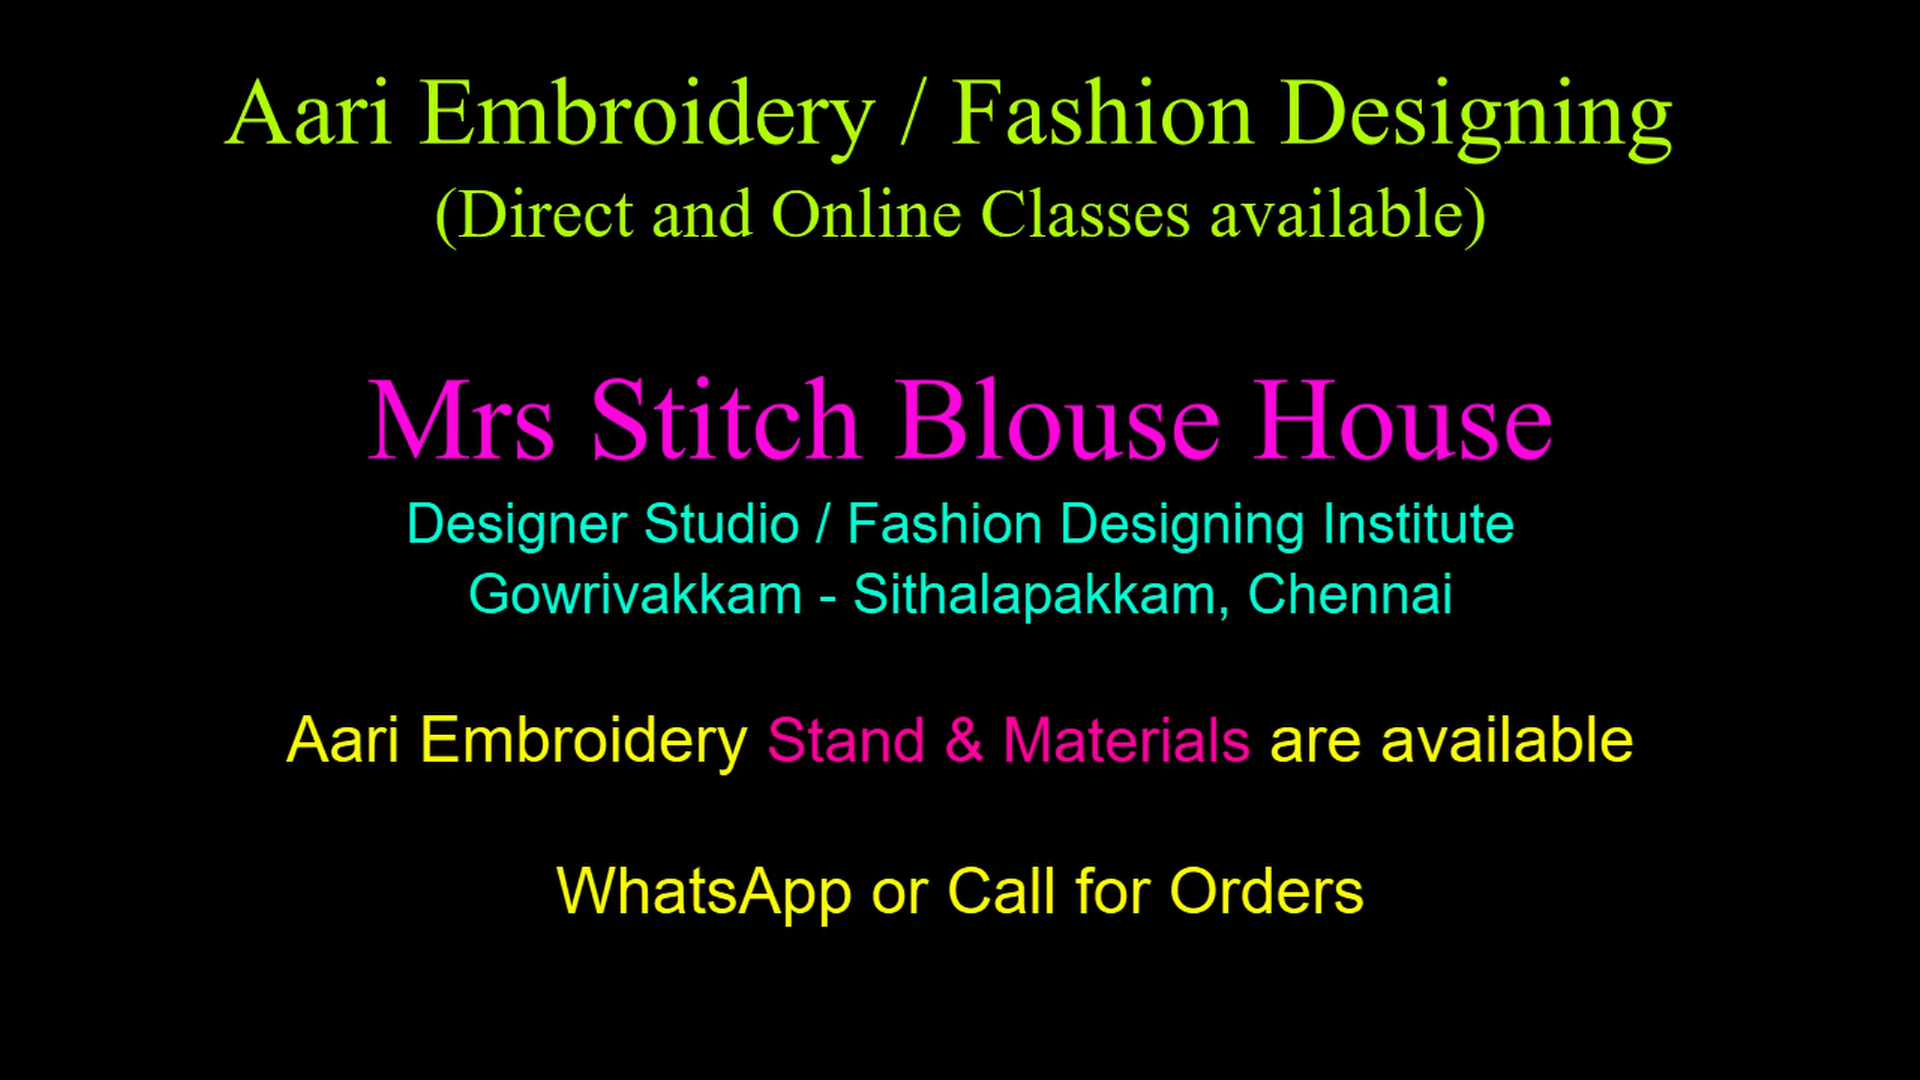 Aari Embroidery / Fashion Designing
(Direct and Online Classes available)
Mrs Stitch Blouse House
Designer Studio / Fashion Designing Institute
Gowrivakkam - Sithalapakkam, Chennai
Aari Embroidery Stand & Materials are available
WhatsApp or Call for Orders